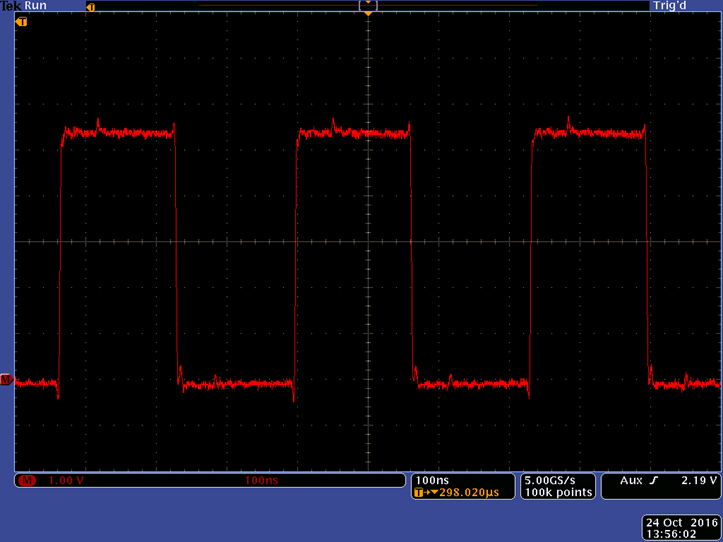 Tek Run Trig'd
T T
M
M 1.00 V 100ns
100ns
T→▼298.020µs
5.00GS/s
100k points
Aux ∫ 2.19 V
24 Oct 2016
13:56:02